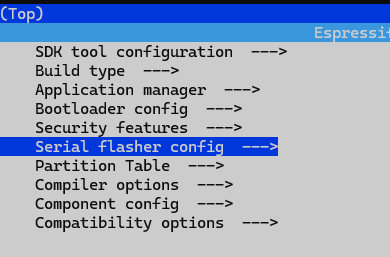 (Top)
SDK tool configuration  --->
Build type  --->
Application manager  --->
Bootloader config  --->
Security features  --->
Serial flasher config  --->
Partition Table  --->
Compiler options  --->
Component config  --->
Compatibility options  --->